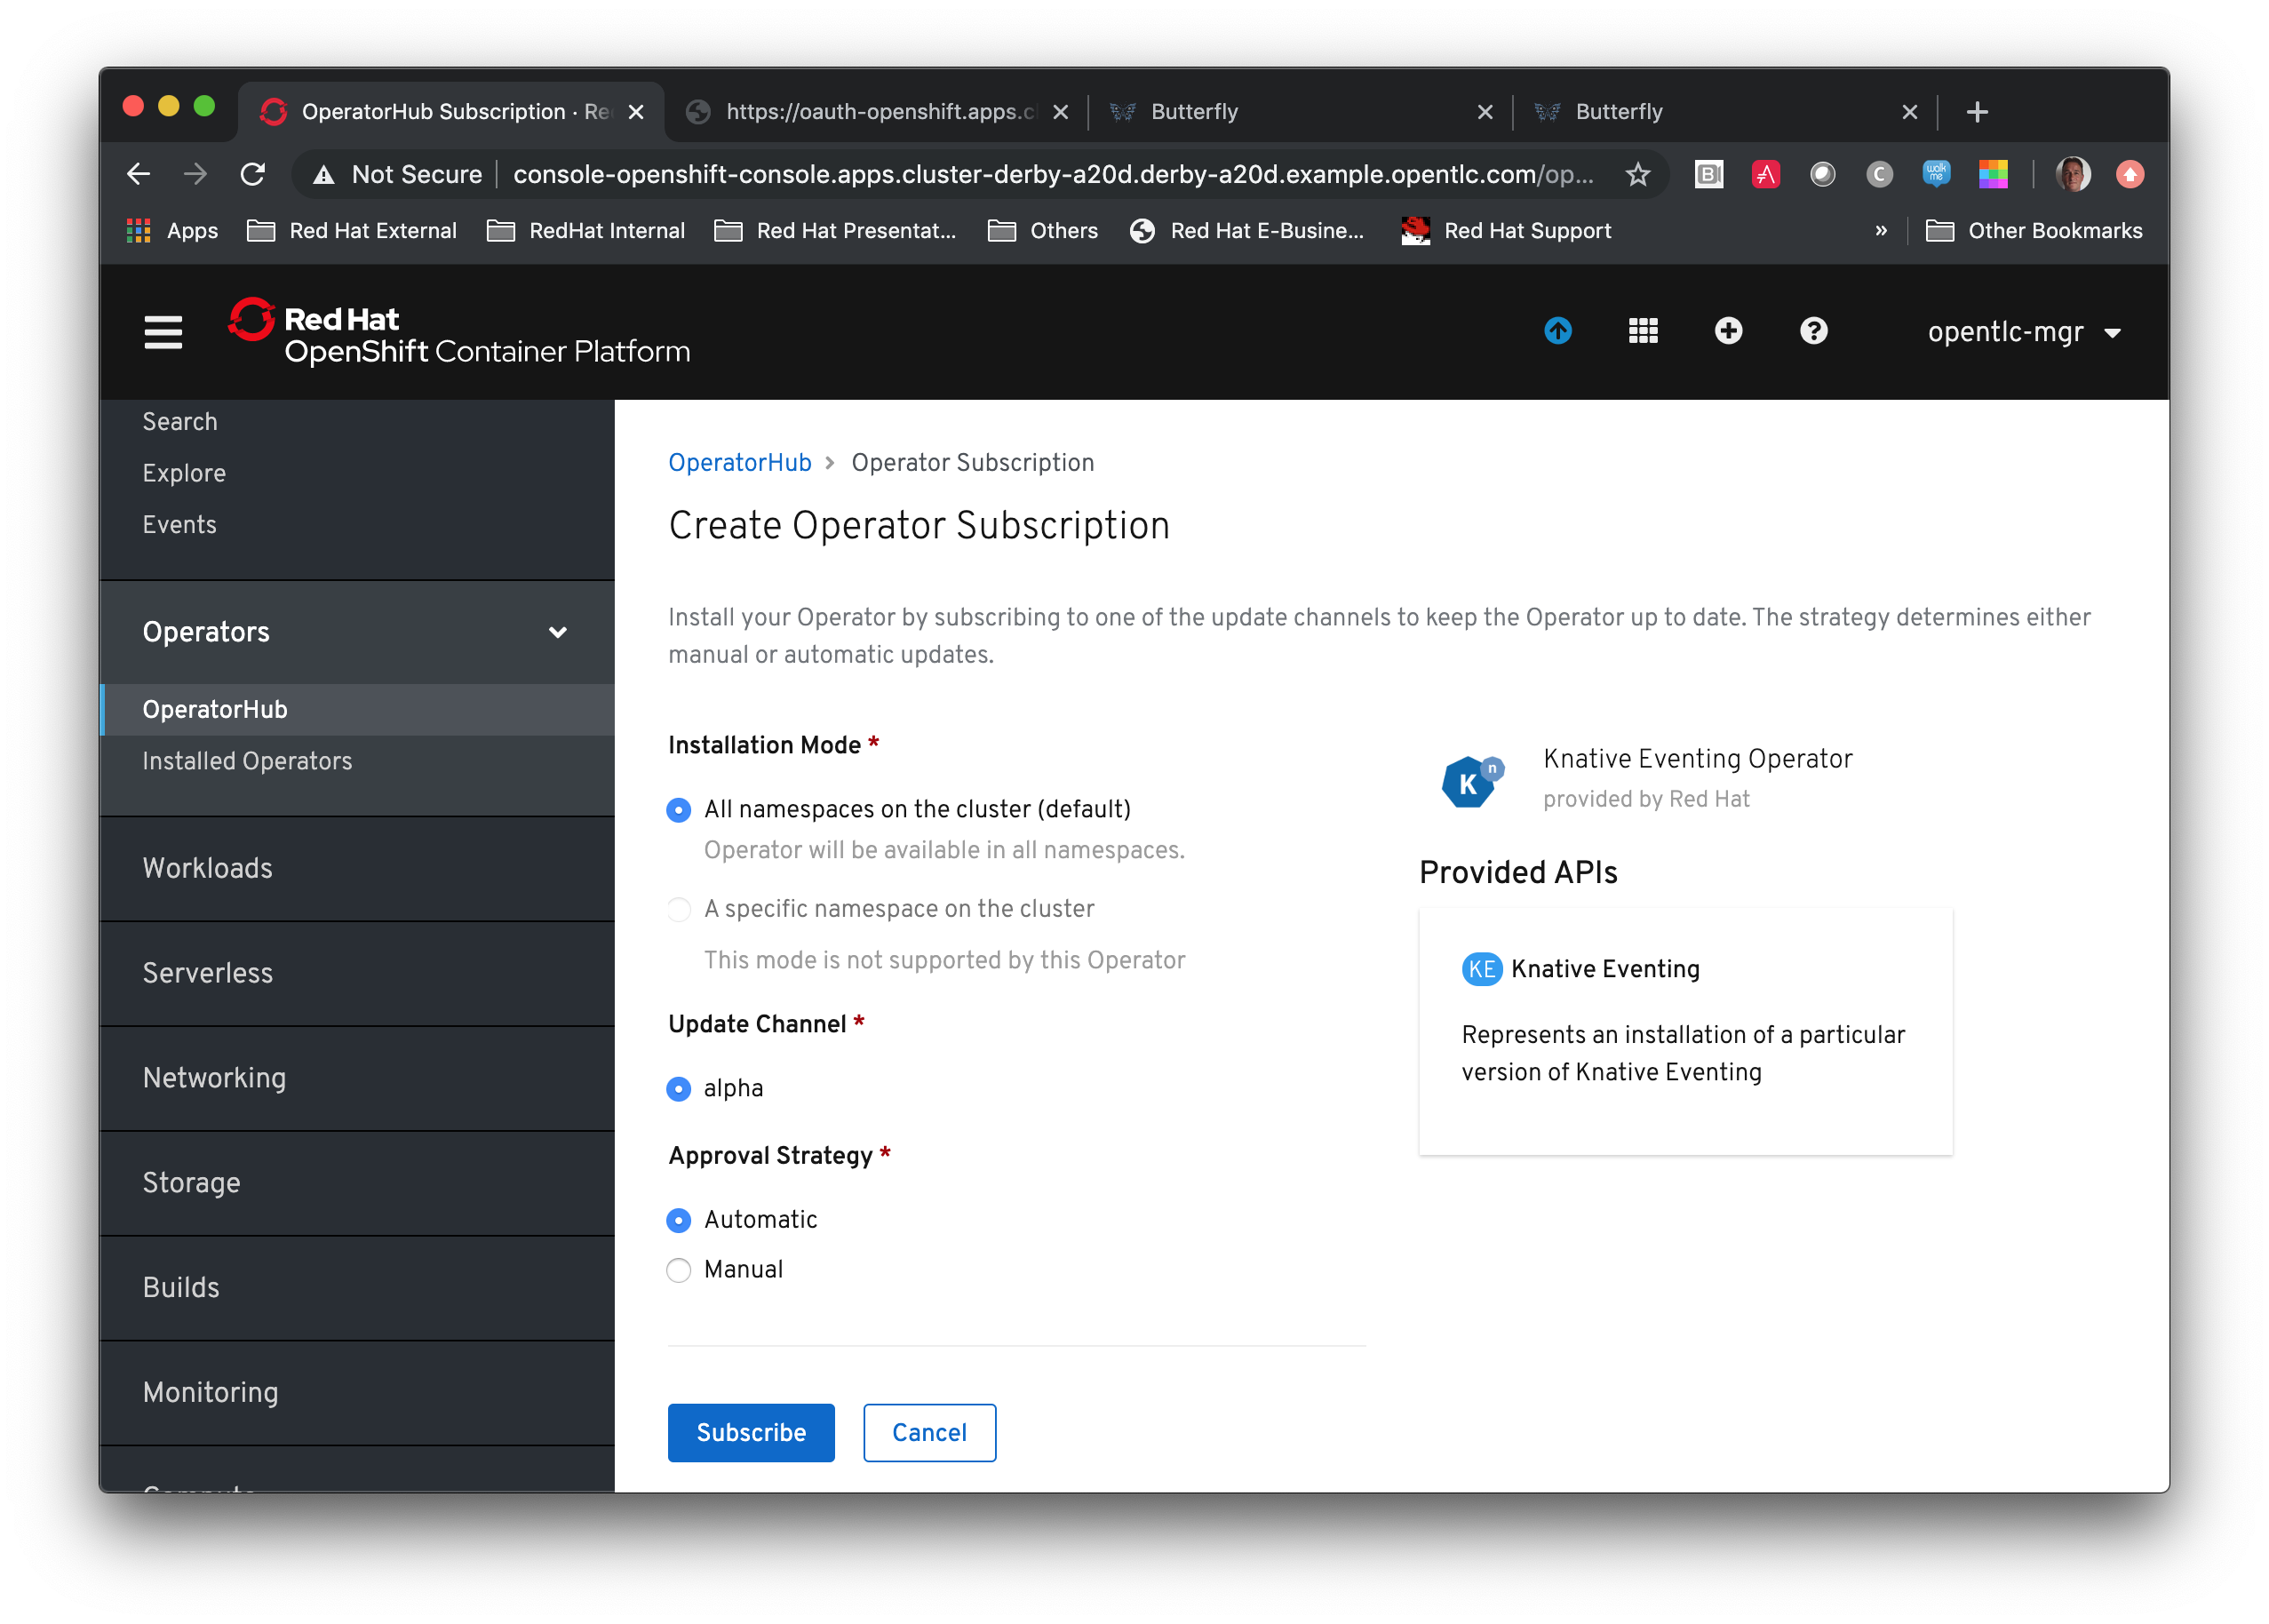 OperatorHub Subscription · Re
https://oauth-openshift.apps.c
Butterfly
Butterfly
Not Secure
console-openshift-console.apps.cluster-derby-a20d.derby-a20d.example.opentlc.com/op...
Apps
Red Hat External
RedHat Internal
Red Hat Presentat...
Others
Red Hat E-Busine...
Red Hat Support
»
Other Bookmarks
Red Hat
OpenShift Container Platform
opentlc-mgr
Search
Explore
Events
Operators
OperatorHub
Installed Operators
Workloads
Serverless
Networking
Storage
Builds
Monitoring
OperatorHub > Operator Subscription
Create Operator Subscription
Install your Operator by subscribing to one of the update channels to keep the Operator up to date. The strategy determines either
manual or automatic updates.
Installation Mode *
All namespaces on the cluster (default)
Operator will be available in all namespaces.
A specific namespace on the cluster
This mode is not supported by this Operator
Update Channel *
alpha
Approval Strategy *
Automatic
Manual
Subscribe
Cancel
K n
Knative Eventing Operator
provided by Red Hat
Provided APIs
KE Knative Eventing
Represents an installation of a particular
version of Knative Eventing